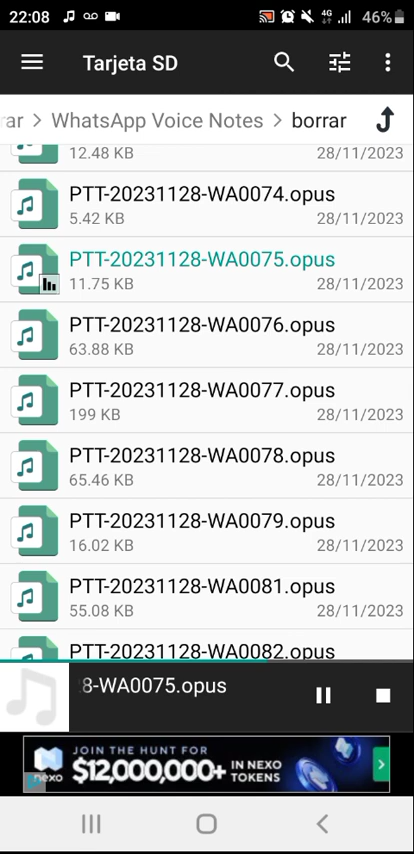 22:08
4G
46%
Tarjeta SD
ar > WhatsApp Voice Notes > borrar
12.48 KB 28/11/2023
PTT-20231128-WA0074.opus
5.42 KB 28/11/2023
PTT-20231128-WA0075.opus
11.75 KB 28/11/2023
PTT-20231128-WA0076.opus
63.88 KB 28/11/2023
PTT-20231128-WA0077.opus
199 KB 28/11/2023
PTT-20231128-WA0078.opus
65.46 KB 28/11/2023
PTT-20231128-WA0079.opus
16.02 KB 28/11/2023
PTT-20231128-WA0081.opus
55.08 KB 28/11/2023
PTT-20231128-WA0082.opus
8-WA0075.opus
nexo
JOIN THE HUNT FOR
$12,000,000+ IN NEXO TOKENS